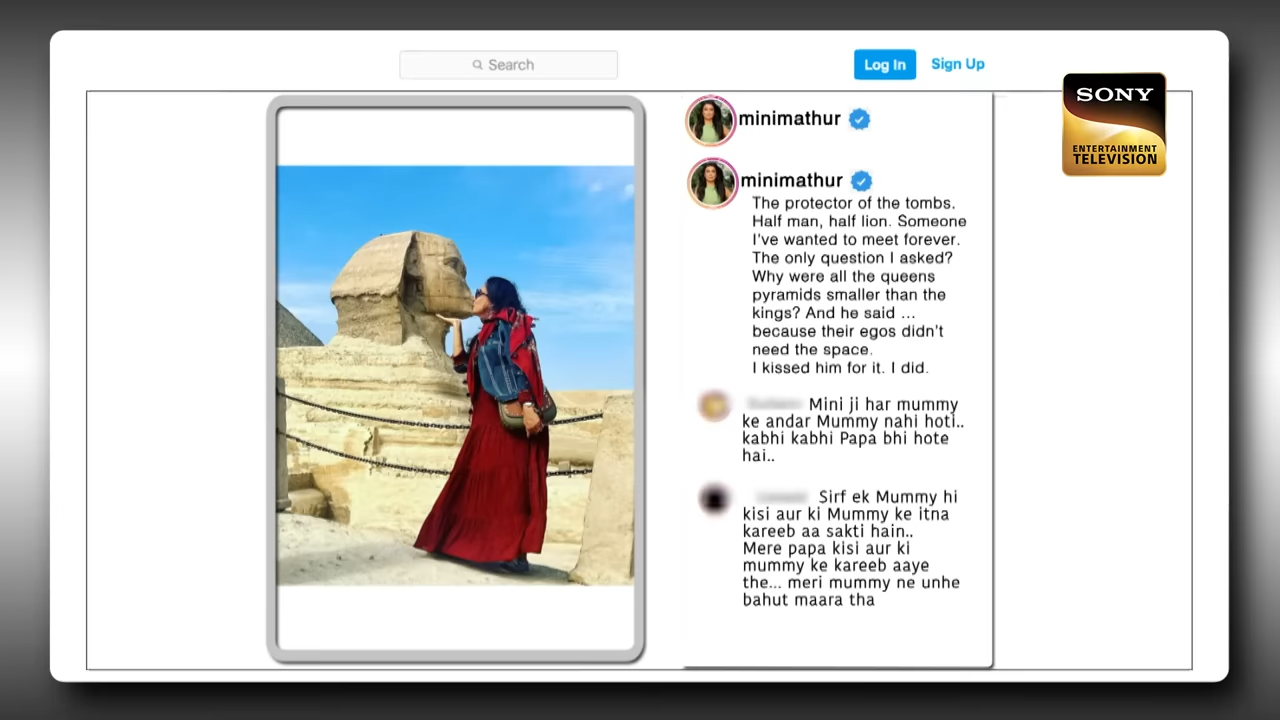 Search
Log In
Sign Up
SONY
ENTERTAINMENT
TELEVISION
minimathur
minimathur
The protector of the tombs.
Half man, half lion. Someone
I've wanted to meet forever.
The only question I asked?
Why were all the queens
pyramids smaller than the
kings? And he said ...
because their egos didn't
need the space.
I kissed him for it. I did.
Mini ji har mummy
ke andar Mummy nahi hoti..
kabhi kabhi Papa bhi hote
hai..
Sirf ek Mummy hi
kisi aur ki Mummy ke itna
kareeb aa sakti hain..
Mere papa kisi aur ki
mummy ke kareeb aaye
the... meri mummy ne unhe
bahut maara tha